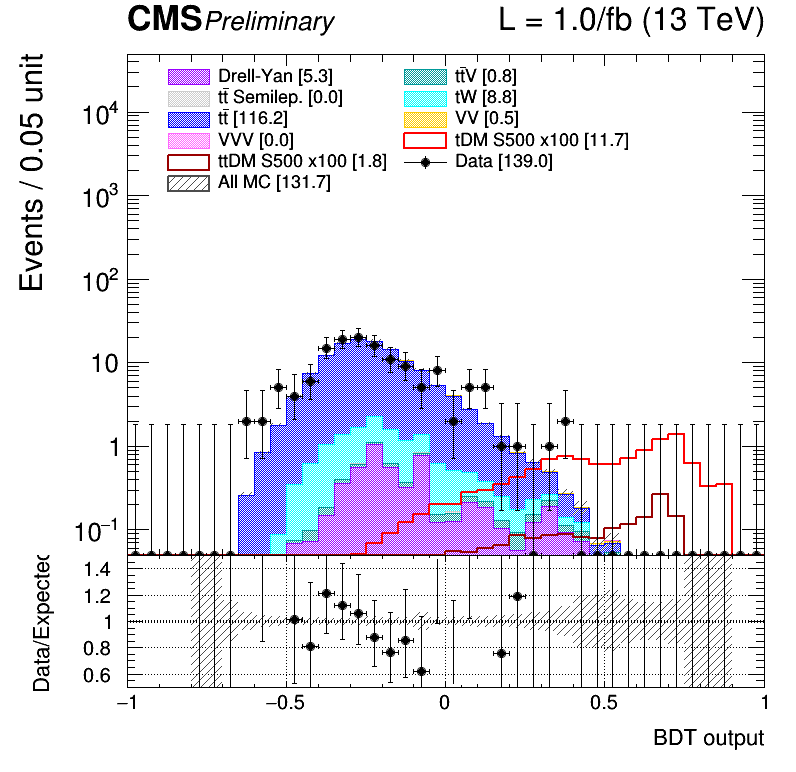 CMS Preliminary L = 1.0/fb (13 TeV)
Events / 0.05 unit
Drell-Yan [5.3] tt̄V [0.8]
tt̄ Semilep. [0.0] tW [8.8]
tt̄ [116.2] VV [0.5]
VVV [0.0] tDM S500 x100 [11.7]
ttDM S500 x100 [1.8] Data [139.0]
All MC [131.7]
10⁴
10³
10²
10
1
10⁻¹
Data/Expected
1.4
1.2
1
0.8
0.6
−1 −0.5 0 0.5 1
BDT output